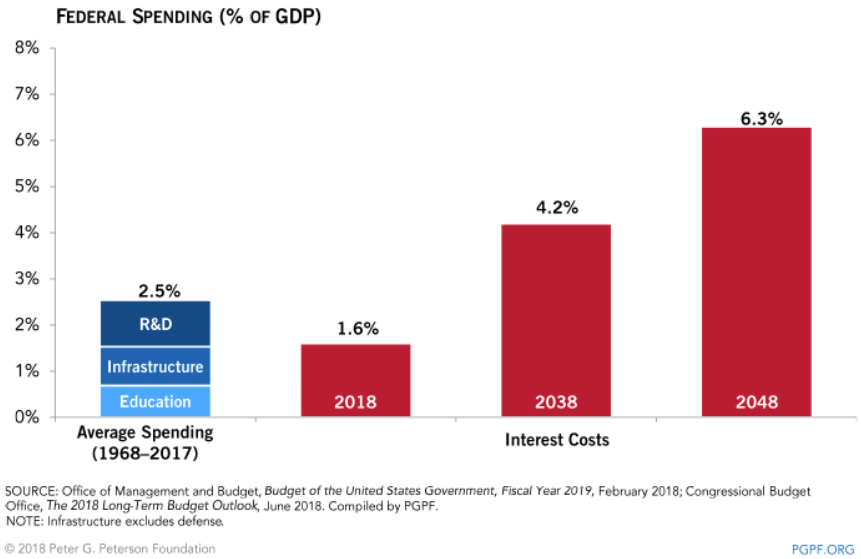 FEDERAL SPENDING (% OF GDP)
8%
7%
6%
5%
4%
3%
2%
1%
0%
2.5%
R&D
Infrastructure
Education
1.6%
2018
4.2%
2038
6.3%
2048
Average Spending
(1968–2017)
Interest Costs
SOURCE: Office of Management and Budget, Budget of the United States Government, Fiscal Year 2019, February 2018; Congressional Budget
Office, The 2018 Long-Term Budget Outlook, June 2018. Compiled by PGPF.
NOTE: Infrastructure excludes defense.
© 2018 Peter G. Peterson Foundation
PGPF.ORG